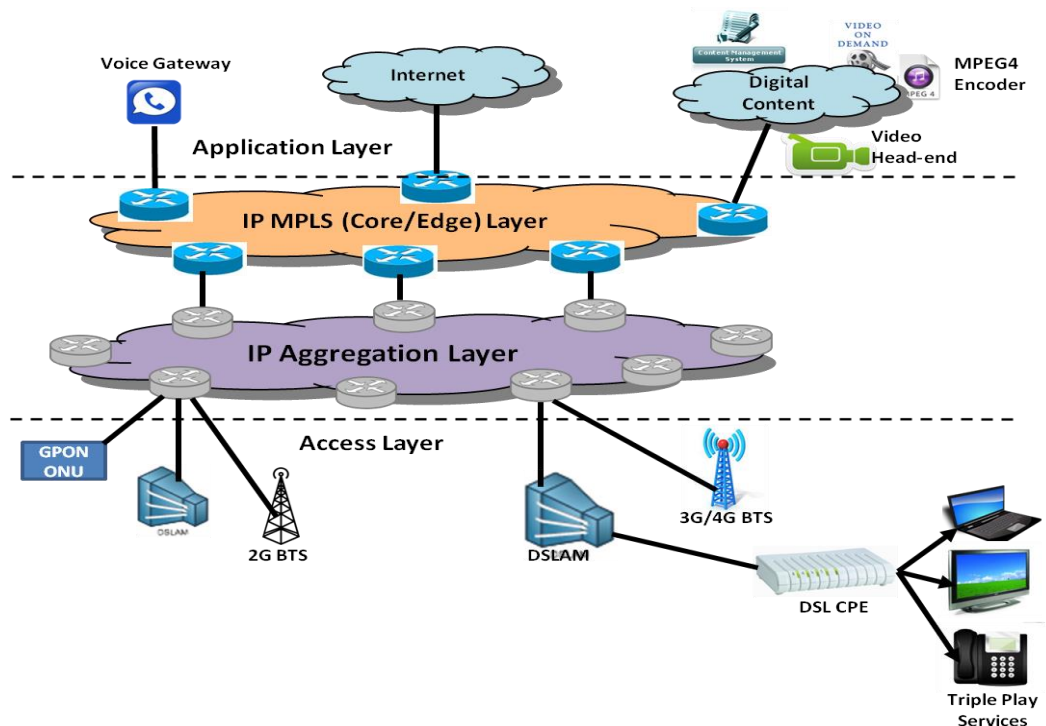 Voice Gateway
Internet
Content Management
System
VIDEO
ON
DEMAND
MPEG 4
MPEG4
Encoder
Digital
Content
Video
Head-end
Application Layer
IP MPLS (Core/Edge) Layer
IP Aggregation Layer
Access Layer
GPON
ONU
DSLAM
2G BTS
DSLAM
3G/4G BTS
DSL CPE
Triple Play
Services